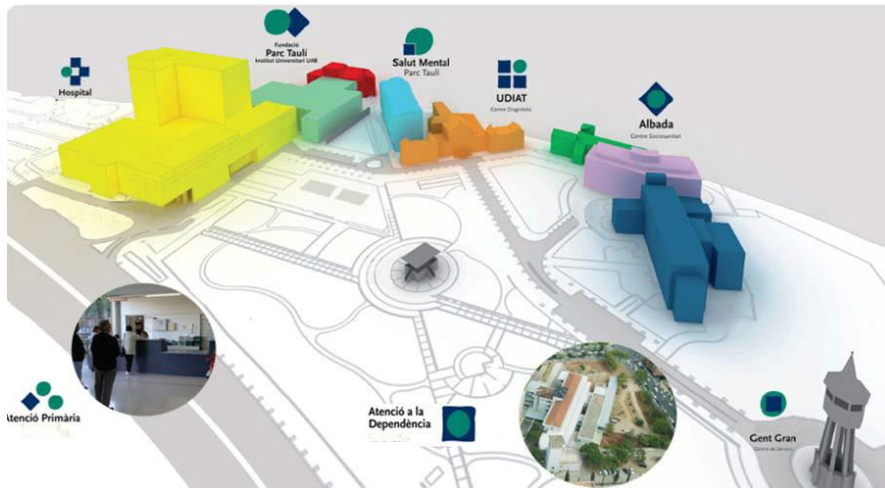 Hospital
Fundació
Parc Taulí
Institut Universitari UAB
Salut Mental
Parc Taulí
UDIAT
Centre Diagnòstic
Albada
Centre Sociosanitari
Atenció Primària
Atenció a la
Dependència
Gent Gran
Centre de Serveis